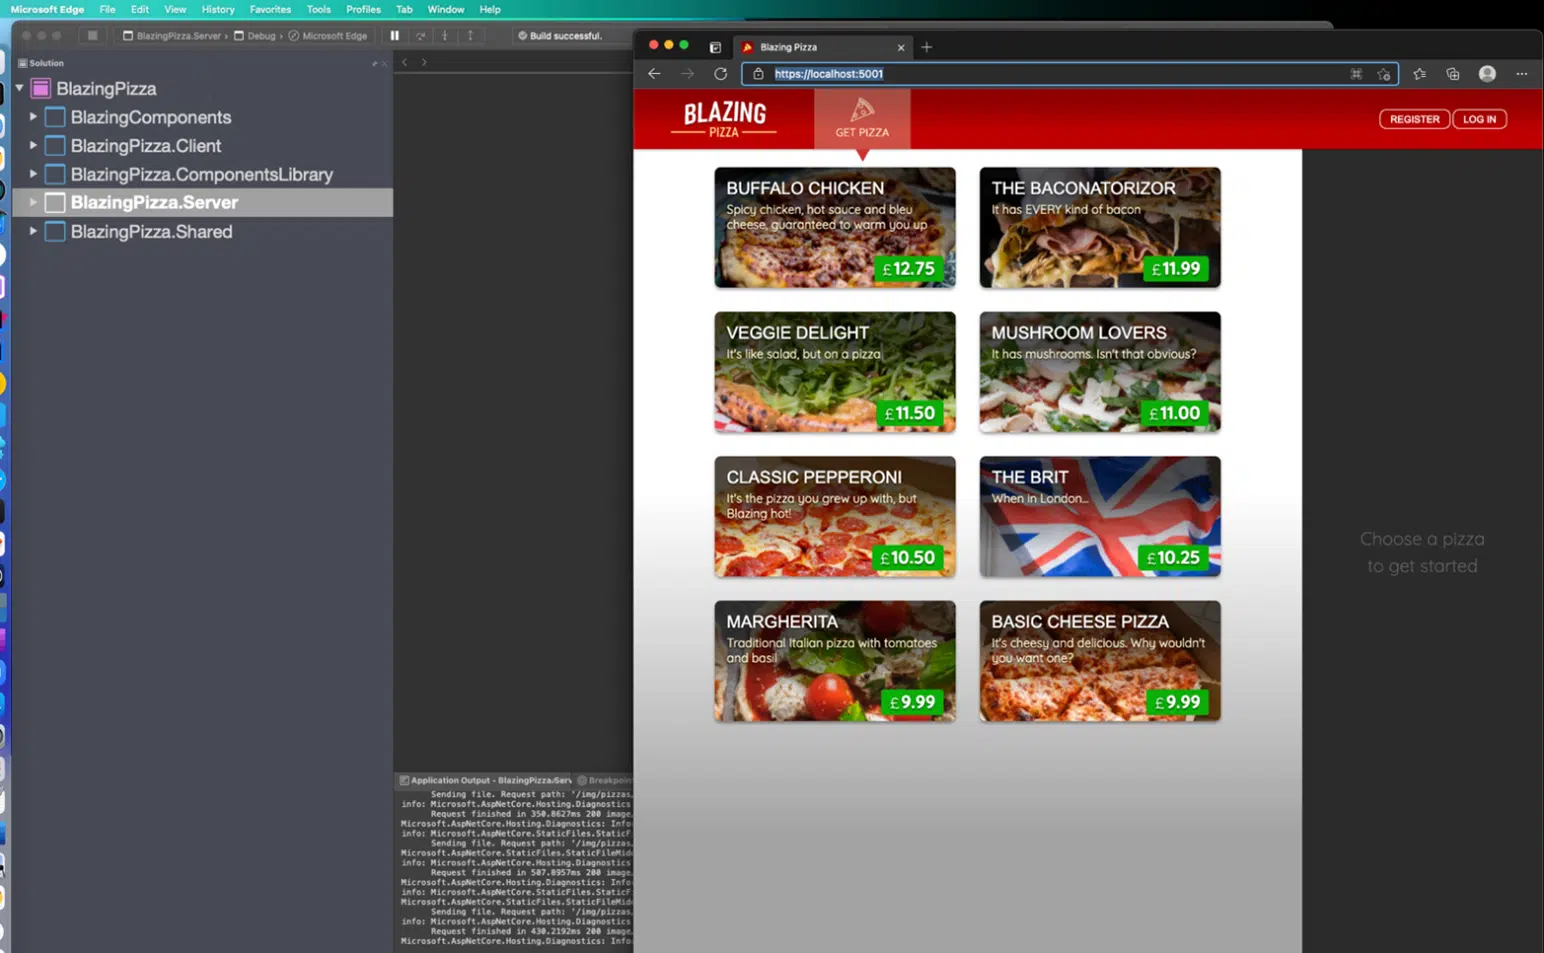 Microsoft Edge File Edit View History Favorites Tools Profiles Tab Window Help
BlazingPizza.Server › Debug › Microsoft Edge
Build successful.
Solution
BlazingPizza
BlazingComponents
BlazingPizza.Client
BlazingPizza.ComponentsLibrary
BlazingPizza.Server
BlazingPizza.Shared
Application Output - BlazingPizza.Serv
Breakpoin
Sending file. Request path: '/img/pizzas,
info: Microsoft.AspNetCore.Hosting.Diagnostics
Request finished in 350.8627ms 200 image,
Microsoft.AspNetCore.Hosting.Diagnostics: Info
info: Microsoft.AspNetCore.StaticFiles.StaticF
Sending file. Request path: '/img/pizzas,
Microsoft.AspNetCore.StaticFiles.StaticFileMid
info: Microsoft.AspNetCore.Hosting.Diagnostics
Request finished in 507.8957ms 200 image,
Microsoft.AspNetCore.Hosting.Diagnostics: Info
info: Microsoft.AspNetCore.StaticFiles.StaticF
Microsoft.AspNetCore.StaticFiles.StaticFileMid
Sending file. Request path: '/img/pizzas,
info: Microsoft.AspNetCore.Hosting.Diagnostics
Request finished in 430.2192ms 200 image,
Microsoft.AspNetCore.Hosting.Diagnostics: Info
Blazing Pizza
https://localhost:5001
BLAZING
PIZZA
GET PIZZA
REGISTER
LOG IN
BUFFALO CHICKEN
Spicy chicken, hot sauce and bleu
cheese, guaranteed to warm you up
£12.75
THE BACONATORIZOR
It has EVERY kind of bacon
£11.99
VEGGIE DELIGHT
It's like salad, but on a pizza
£11.50
MUSHROOM LOVERS
It has mushrooms. Isn't that obvious?
£11.00
CLASSIC PEPPERONI
It's the pizza you grew up with, but
Blazing hot!
£10.50
THE BRIT
When in London...
£10.25
MARGHERITA
Traditional Italian pizza with tomatoes
and basil
£9.99
BASIC CHEESE PIZZA
It's cheesy and delicious. Why wouldn't
you want one?
£9.99
Choose a pizza
to get started